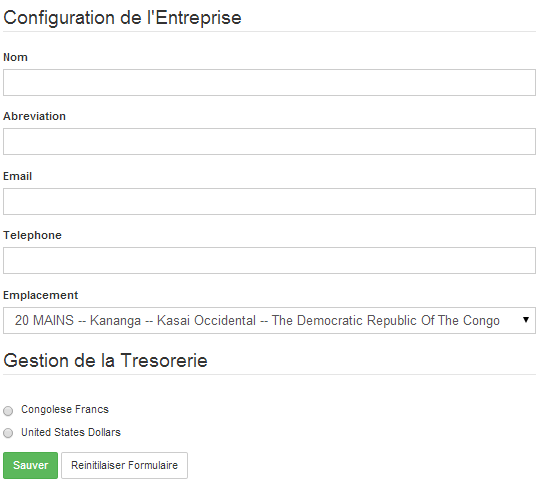 Configuration de l'Entreprise
Nom
Abreviation
Email
Telephone
Emplacement
20 MAINS -- Kananga -- Kasai Occidental -- The Democratic Republic Of The Congo
Gestion de la Tresorerie
Congolese Francs
United States Dollars
Sauver Reinitilaiser Formulaire